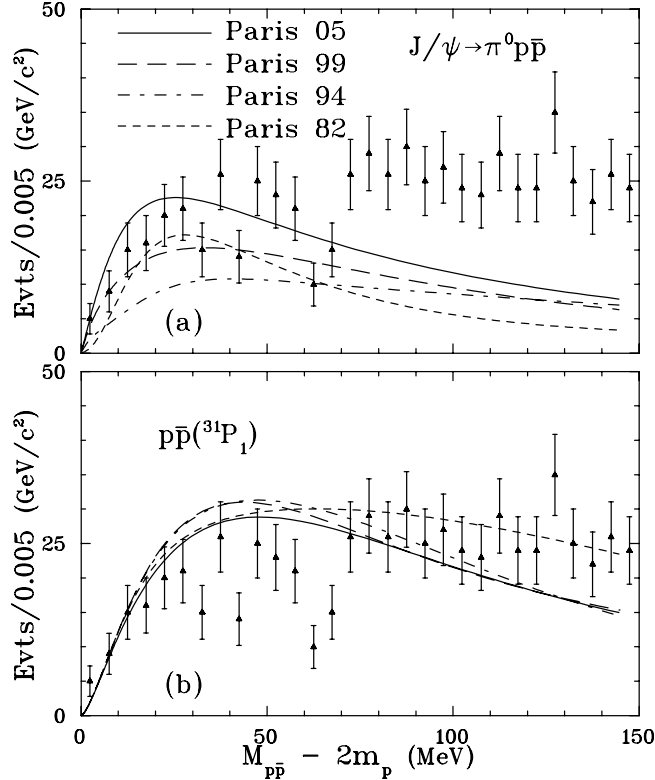 50
J/ψ→π⁰pp̄
Paris 05
Paris 99
Paris 94
Paris 82
Evts/0.005 (GeV/c²)
25
(a)
0
50
pp̄(³¹P₁)
Evts/0.005 (GeV/c²)
25
(b)
0
0 50 100 150
M_pp̄ − 2m_p (MeV)